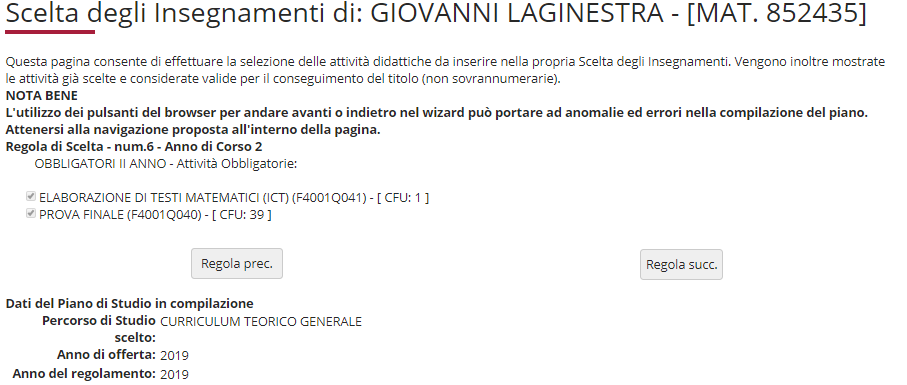 Scelta degli Insegnamenti di: GIOVANNI LAGINESTRA - [MAT. 852435]
Questa pagina consente di effettuare la selezione delle attività didattiche da inserire nella propria Scelta degli Insegnamenti. Vengono inoltre mostrate
le attività già scelte e considerate valide per il conseguimento del titolo (non sovrannumerarie).
NOTA BENE
L'utilizzo dei pulsanti del browser per andare avanti o indietro nel wizard può portare ad anomalie ed errori nella compilazione del piano.
Attenersi alla navigazione proposta all'interno della pagina.
Regola di Scelta - num.6 - Anno di Corso 2
OBBLIGATORI II ANNO - Attività Obbligatorie:
ELABORAZIONE DI TESTI MATEMATICI (ICT) (F4001Q041) - [ CFU: 1 ]
PROVA FINALE (F4001Q040) - [ CFU: 39 ]
Regola prec. Regola succ.
Dati del Piano di Studio in compilazione
Percorso di Studio CURRICULUM TEORICO GENERALE
scelto:
Anno di offerta: 2019
Anno del regolamento: 2019